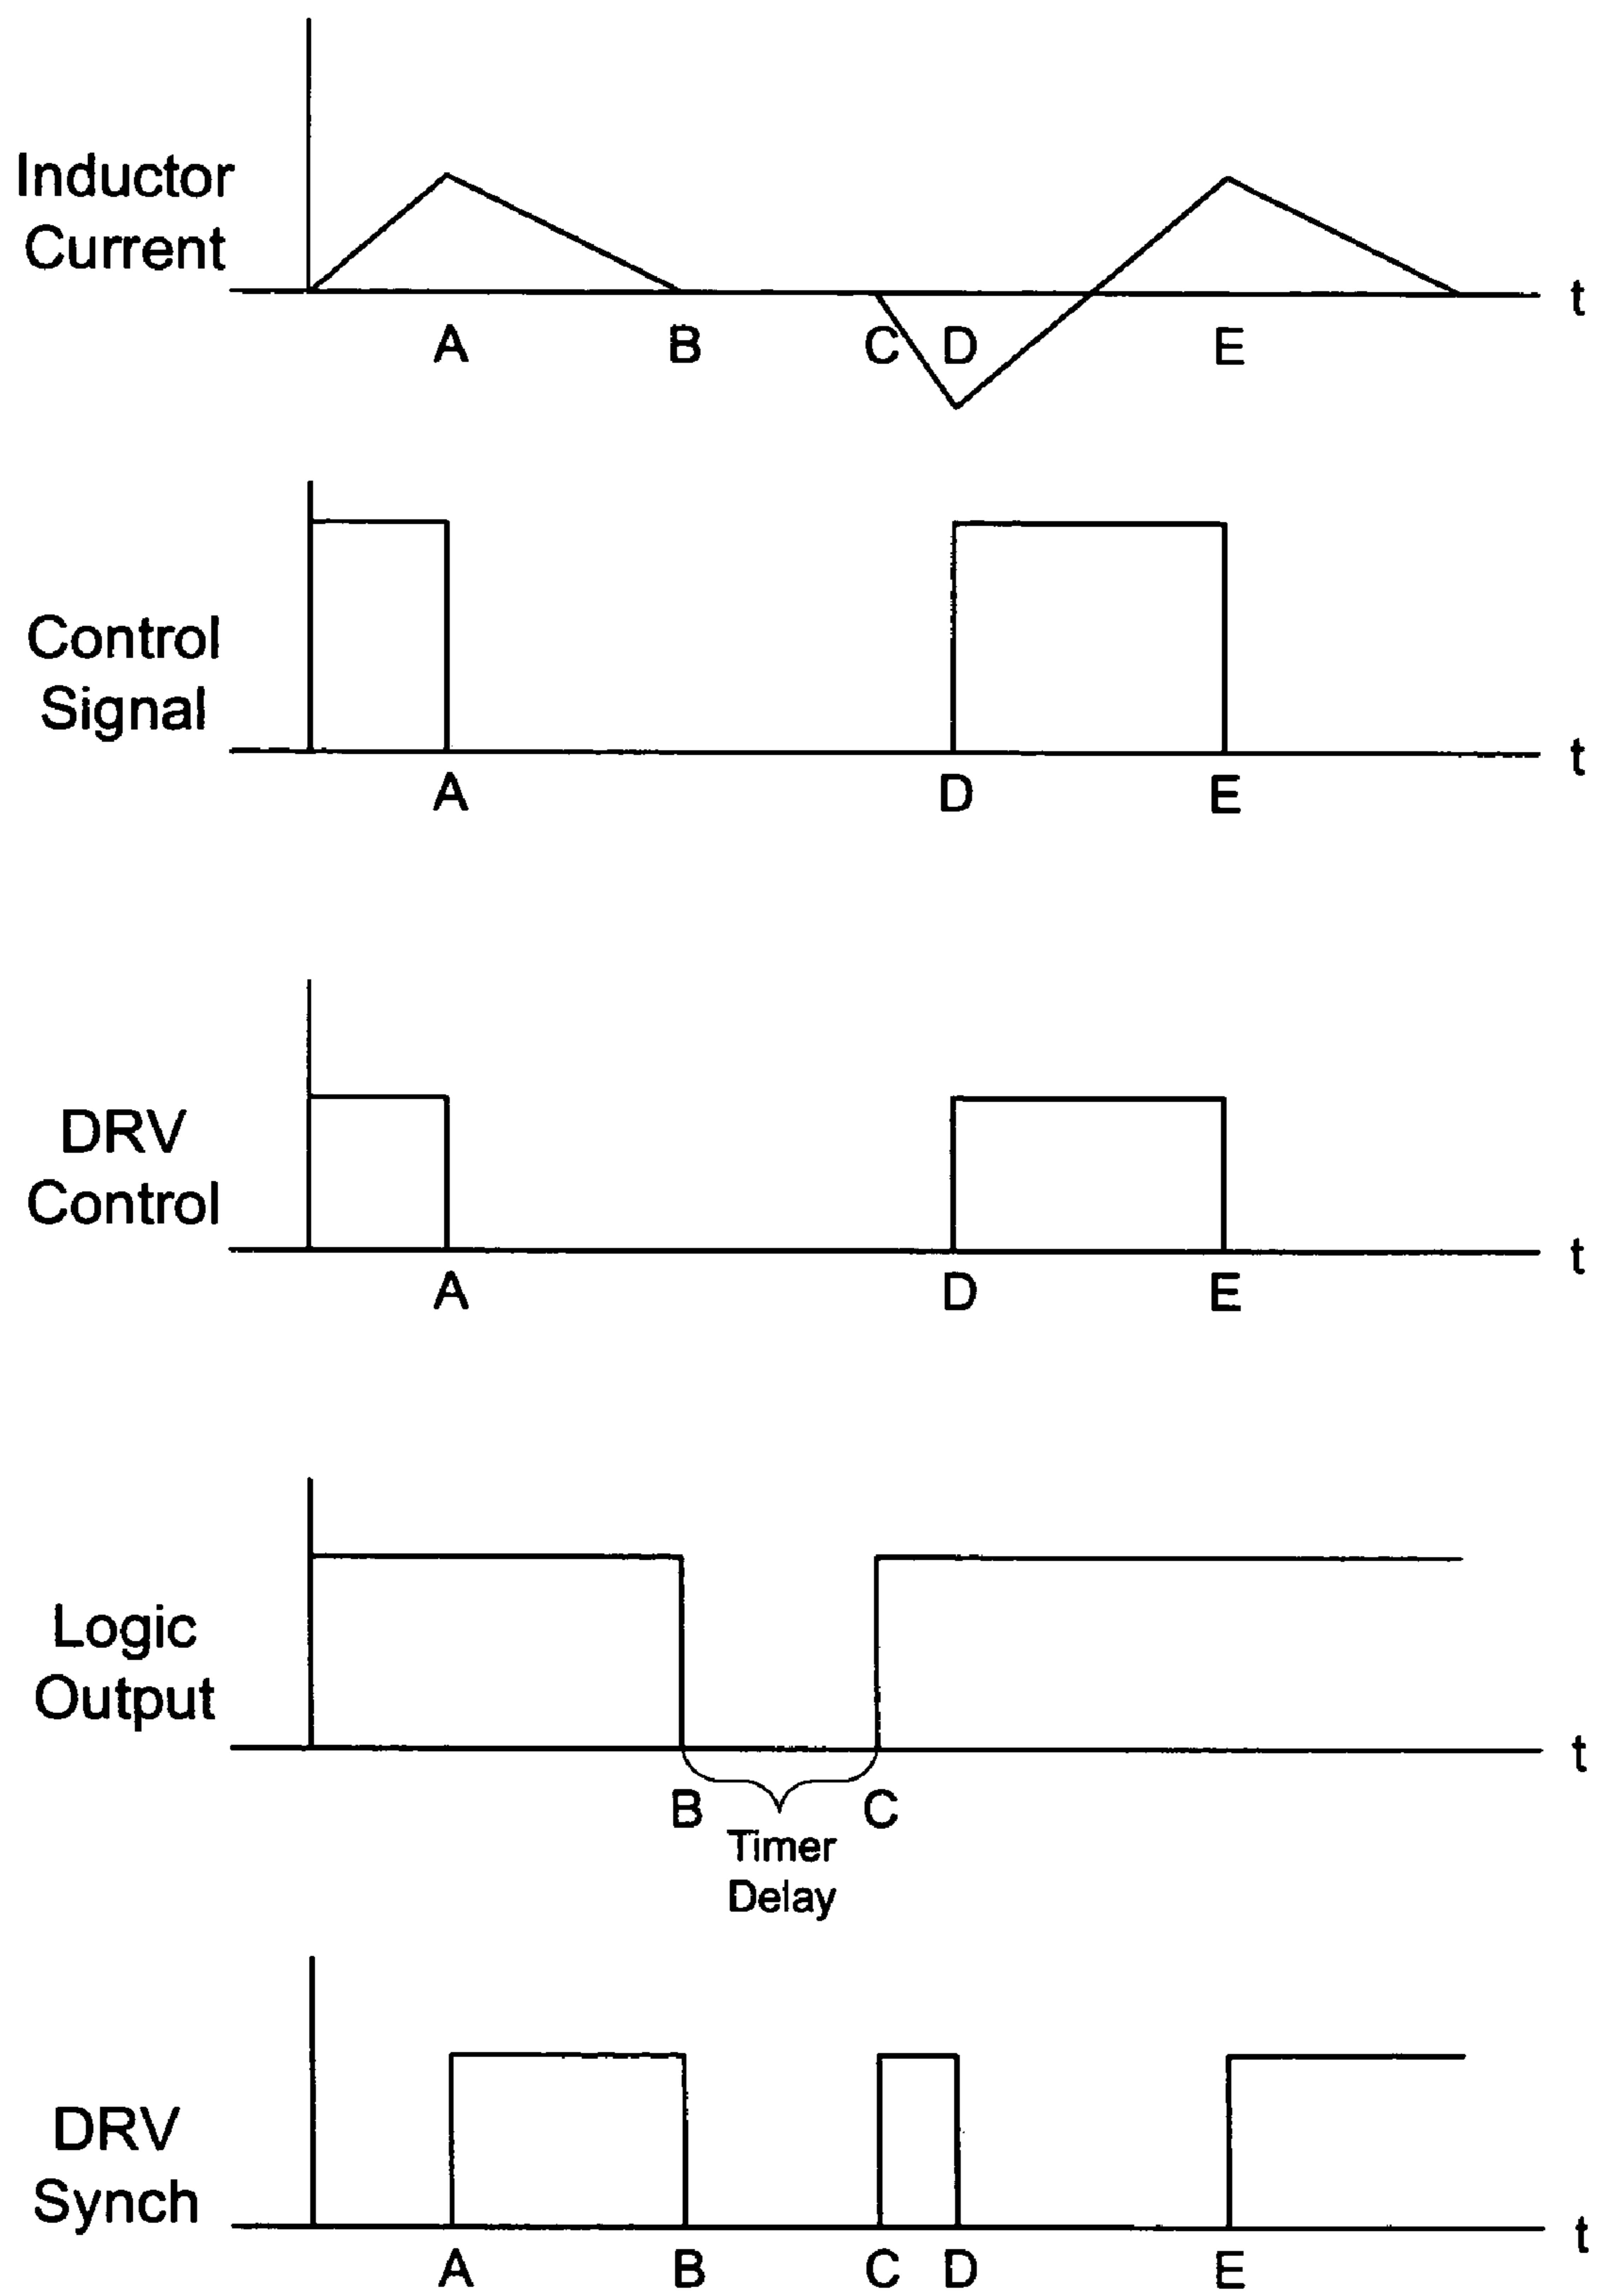 Inductor
Current
t
A
B
C
D
E
Control
Signal
t
A
D
E
DRV
Control
t
A
D
E
Logic
Output
t
B
C
Timer
Delay
DRV
Synch
t
A
B
C
D
E